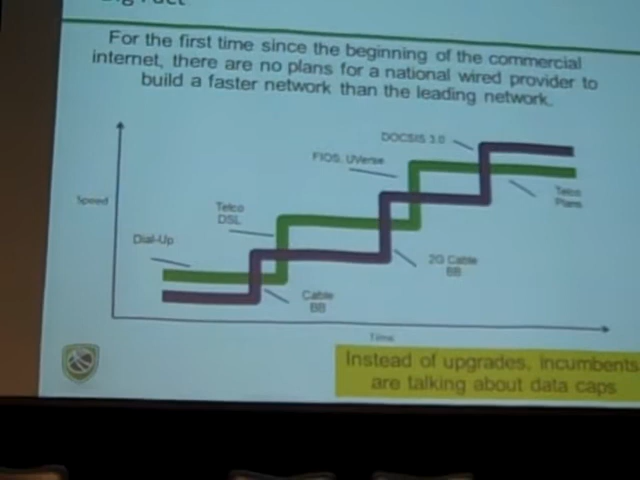 Big Fact
For the first time since the beginning of the commercial
internet, there are no plans for a national wired provider to
build a faster network than the leading network.
DOCSIS 3.0
FIOS, UVerse
Speed
Telco
DSL
Telco
Plans
Dial-Up
2G Cable
BB
Cable
BB
Time
Instead of upgrades, incumbents
are talking about data caps